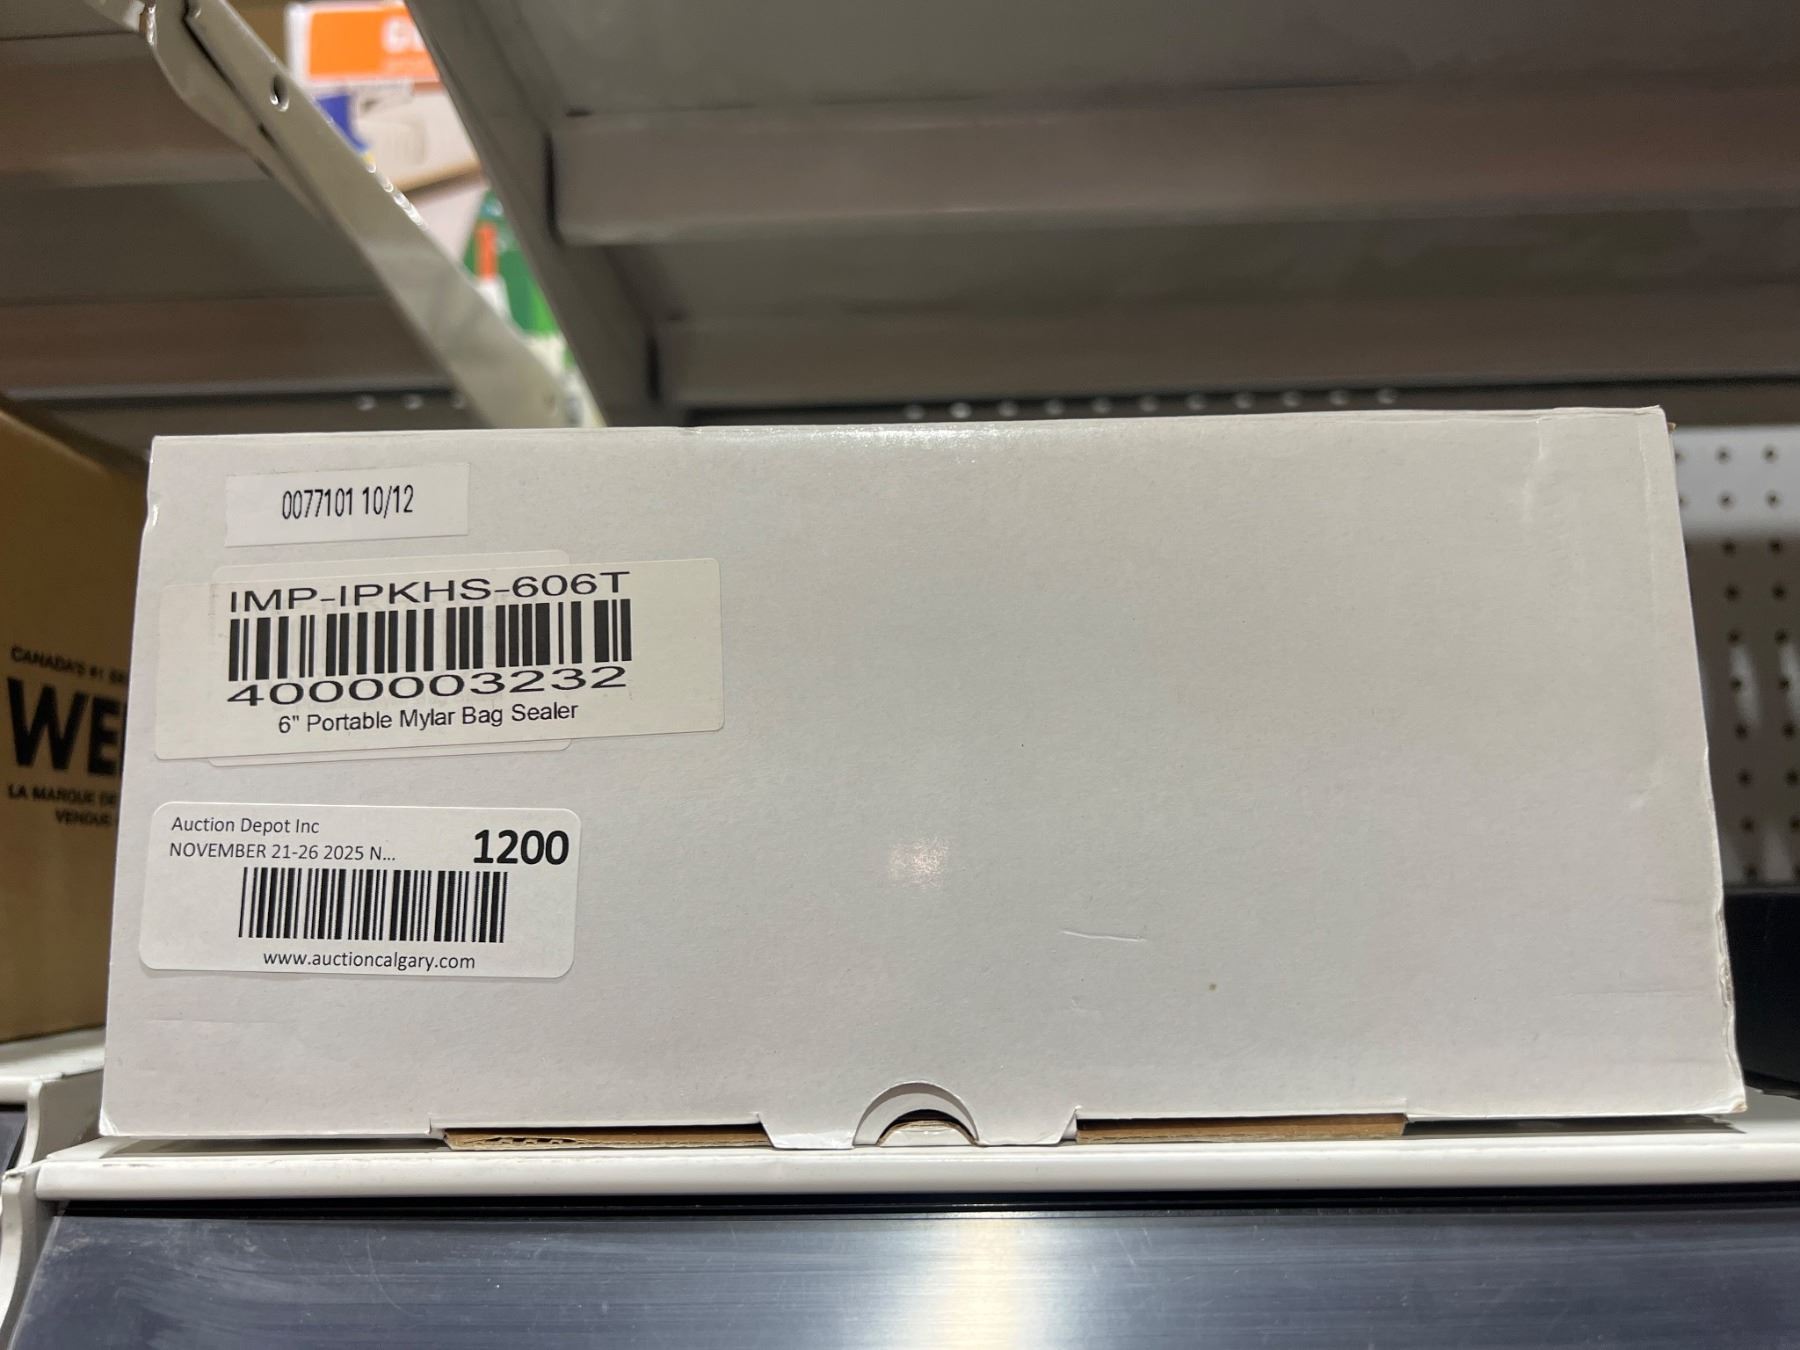 0077101 10/12
IMP-IPKHS-606T
4000003232
6" Portable Mylar Bag Sealer
Auction Depot Inc
NOVEMBER 21-26 2025 N...
1200
www.auctioncalgary.com
CANADA'S #1
WE
LA MARQUE